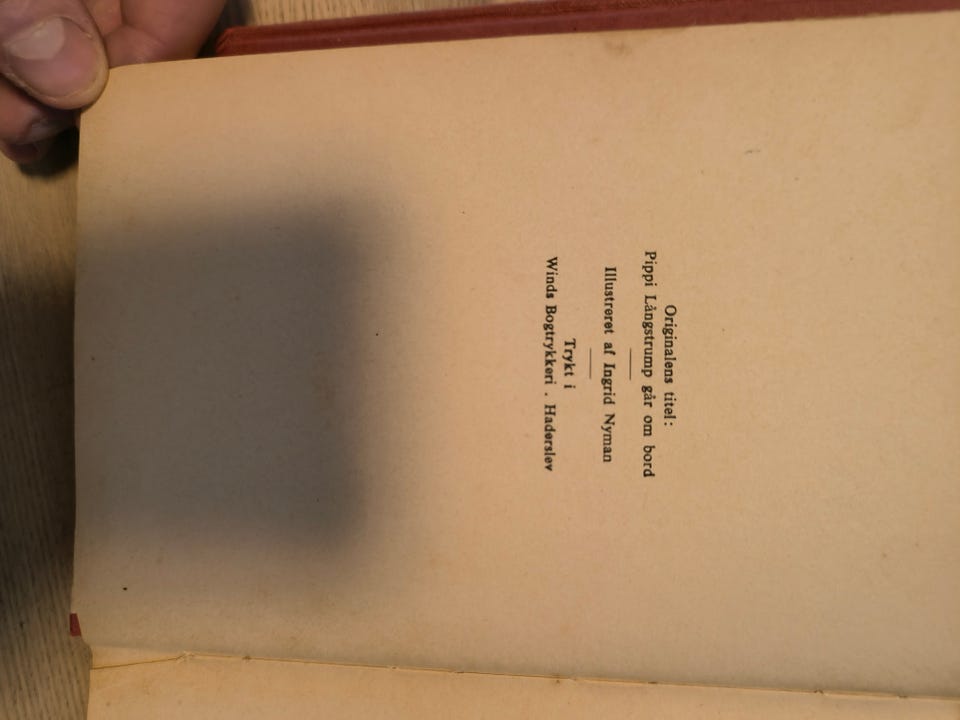 Originalens titel:
Pippi Långstrump går om bord
Illustreret af Ingrid Nyman
Trykt i
Winds Bogtrykkeri . Haderslev